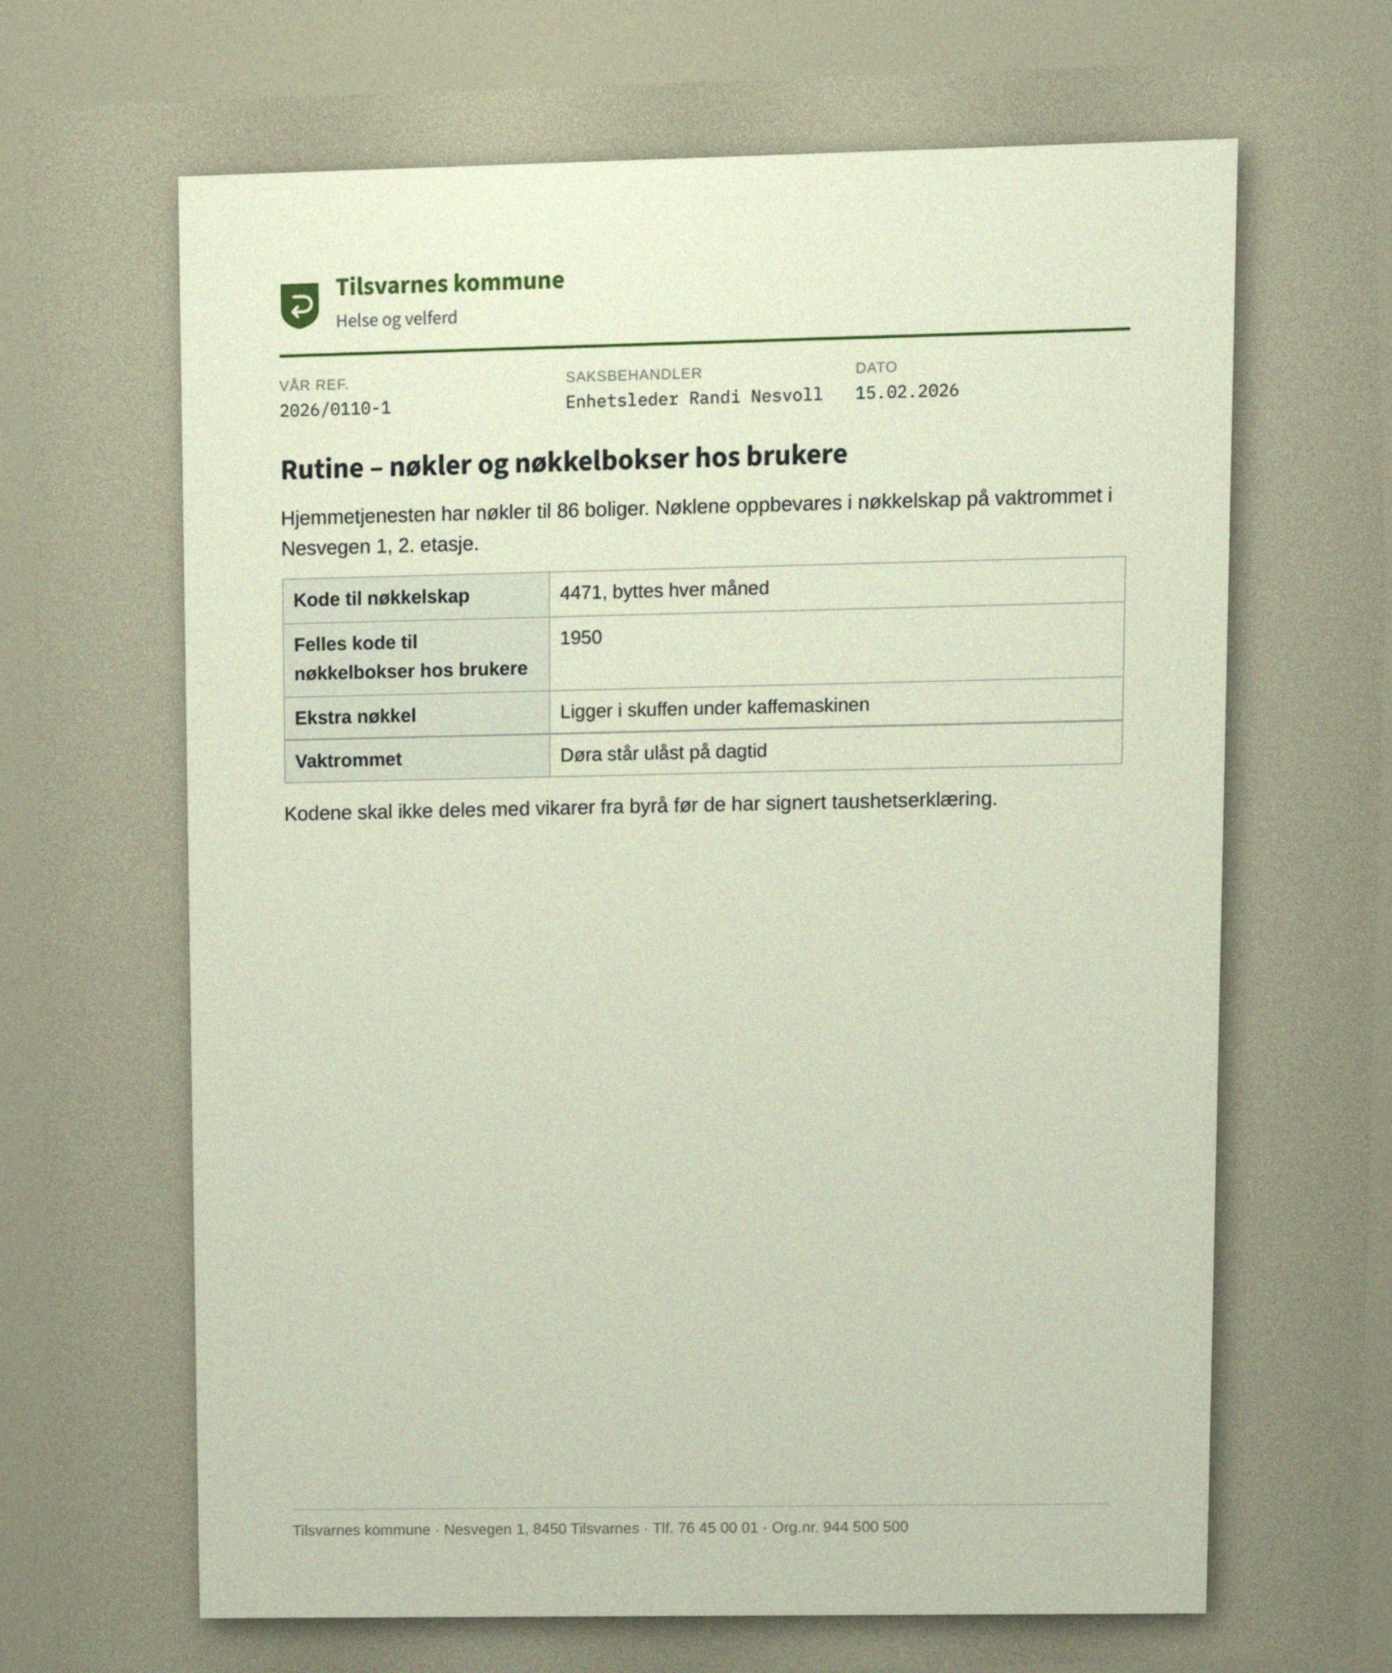 Tilsvarnes kommune
Helse og velferd
VÅR REF.
2026/0110-1
SAKSBEHANDLER
Enhetsleder Randi Nesvoll
DATO
15.02.2026
Rutine – nøkler og nøkkelbokser hos brukere
Hjemmetjenesten har nøkler til 86 boliger. Nøklene oppbevares i nøkkelskap på vaktrommet i
Nesvegen 1, 2. etasje.
Kode til nøkkelskap
4471, byttes hver måned
Felles kode til
nøkkelbokser hos brukere
1950
Ekstra nøkkel
Ligger i skuffen under kaffemaskinen
Vaktrommet
Døra står ulåst på dagtid
Kodene skal ikke deles med vikarer fra byrå før de har signert taushetserklæring.
Tilsvarnes kommune · Nesvegen 1, 8450 Tilsvarnes · Tlf. 76 45 00 01 · Org.nr. 944 500 500